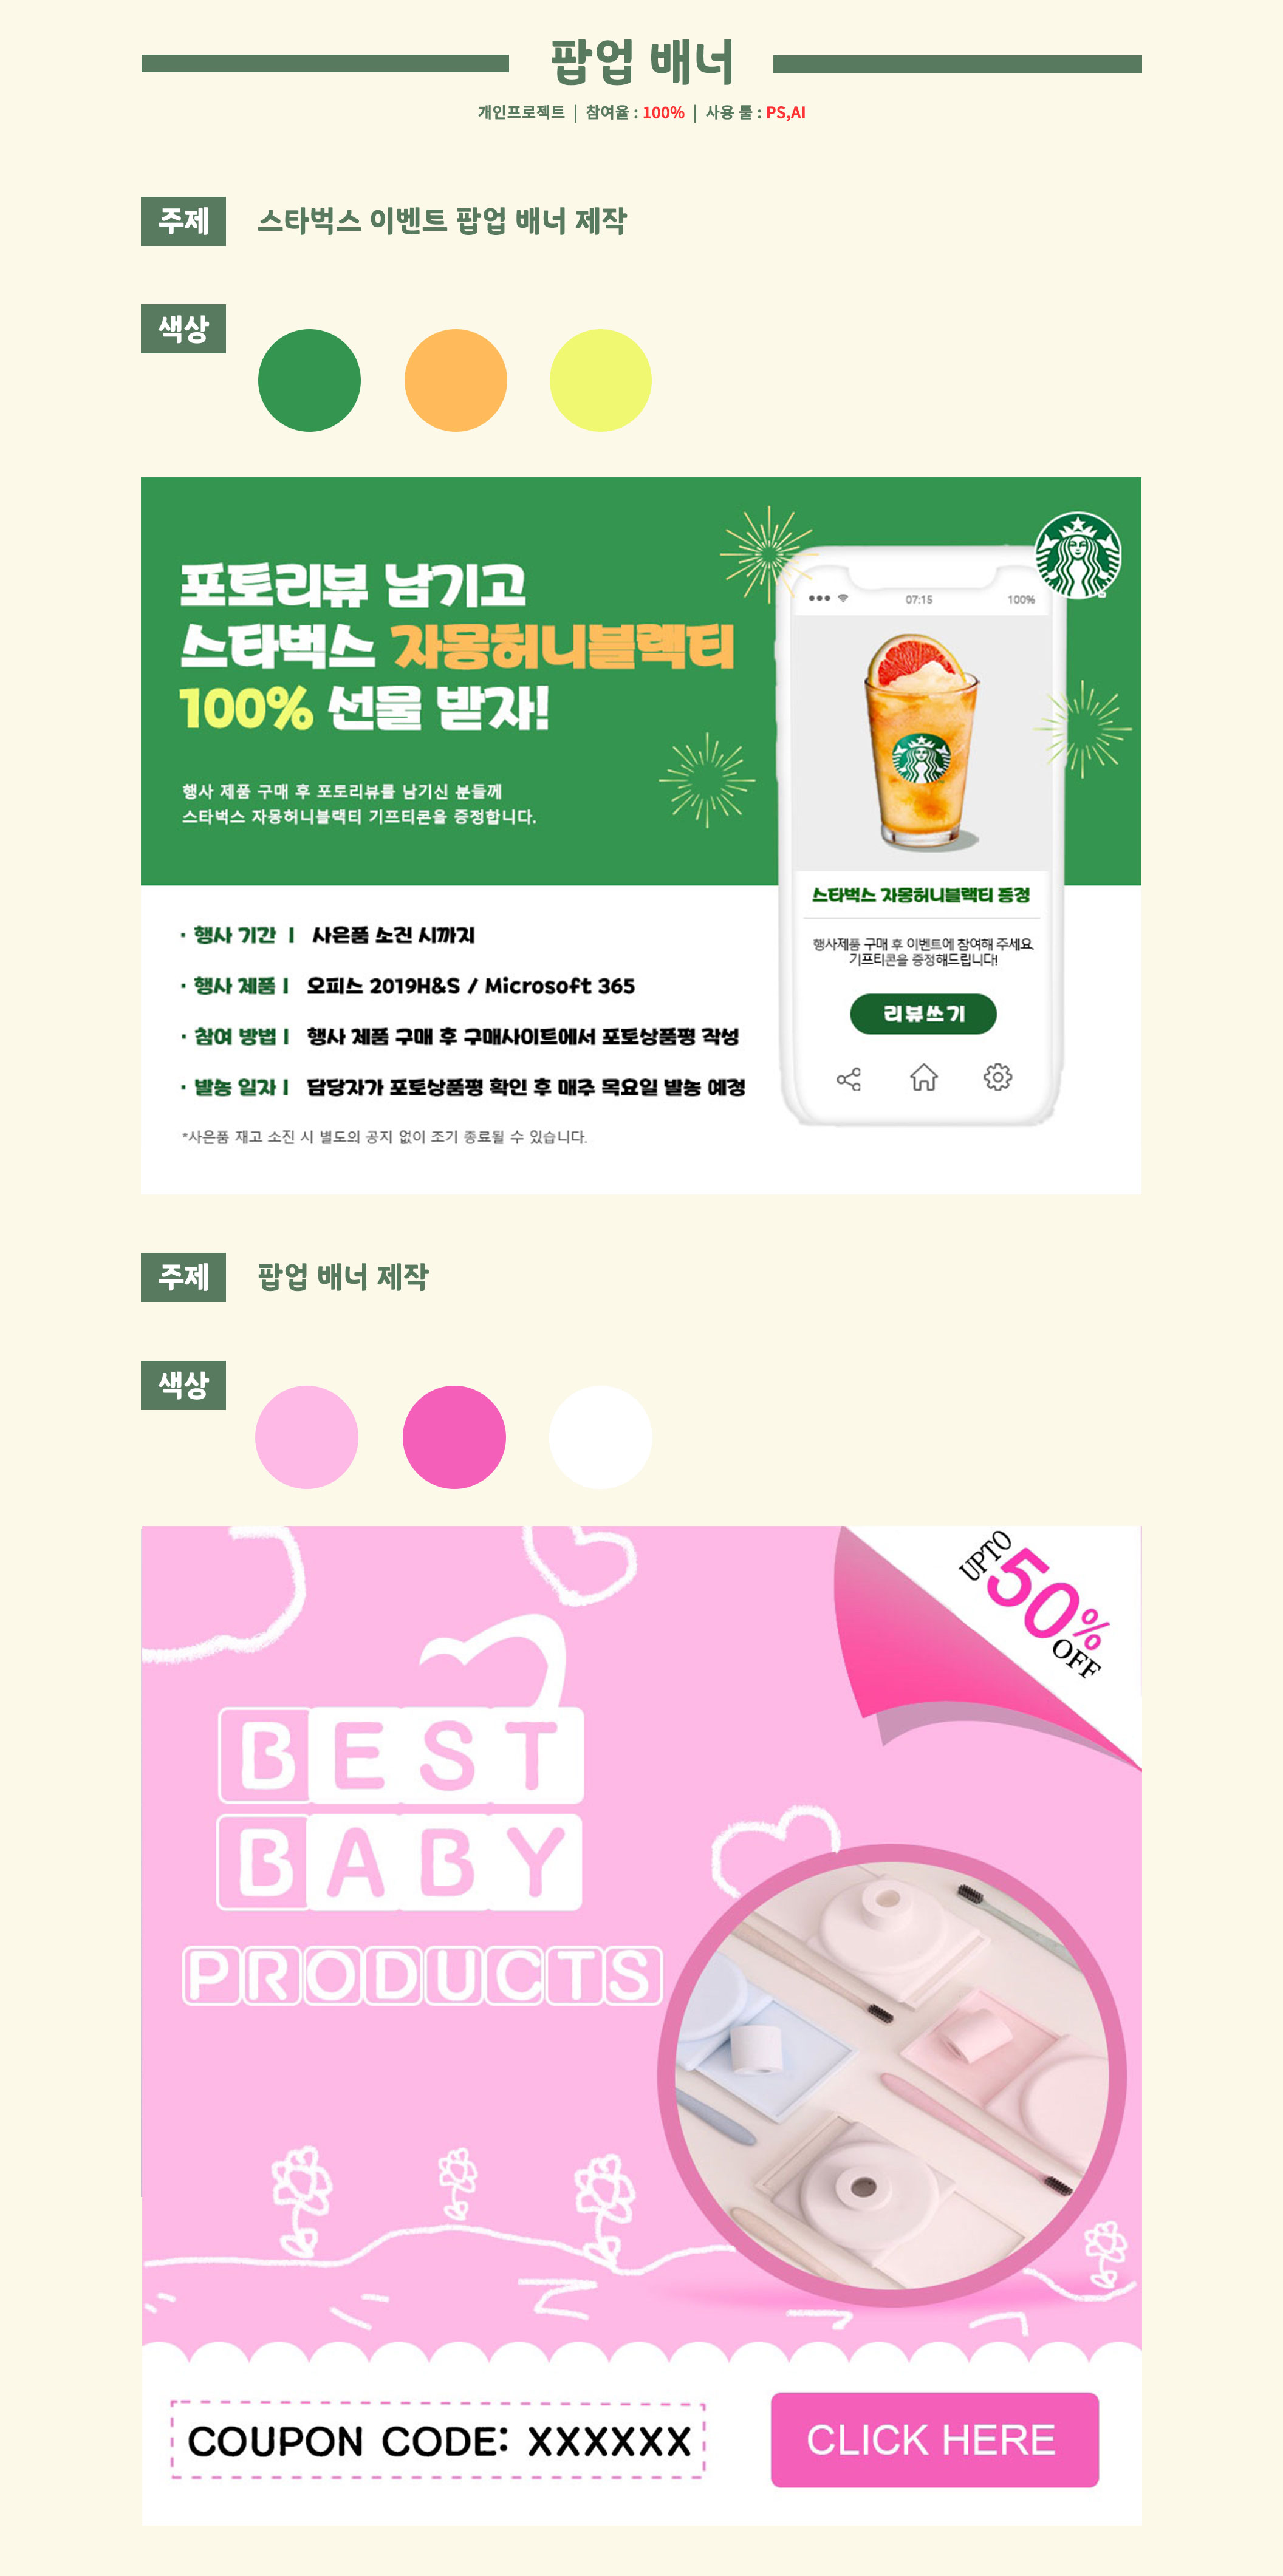 팝업 배너
개인프로젝트 | 참여율 : 100% | 사용 툴 : PS,AI
주제 스타벅스 이벤트 팝업 배너 제작
색상
포토리뷰 남기고
스타벅스 자몽허니블랙티
100% 선물 받자!
행사 제품 구매 후 포토리뷰를 남기신 분들께
스타벅스 자몽허니블랙티 기프티콘을 증정합니다.
07:15 100%
스타벅스 자몽허니블랙티 증정
행사제품 구매 후 이벤트에 참여해 주세요.
기프티콘을 증정해드립니다!
리뷰쓰기
· 행사 기간 | 사은품 소진 시까지
· 행사 제품 | 오피스 2019H&S / Microsoft 365
· 참여 방법 | 행사 제품 구매 후 구매사이트에서 포토상품평 작성
· 발송 일자 | 담당자가 포토상품평 확인 후 매주 목요일 발송 예정
*사은품 재고 소진 시 별도의 공지 없이 조기 종료될 수 있습니다.
주제 팝업 배너 제작
색상
UPTO
50%
OFF
BEST
BABY
PRODUCTS
COUPON CODE: XXXXXX
CLICK HERE